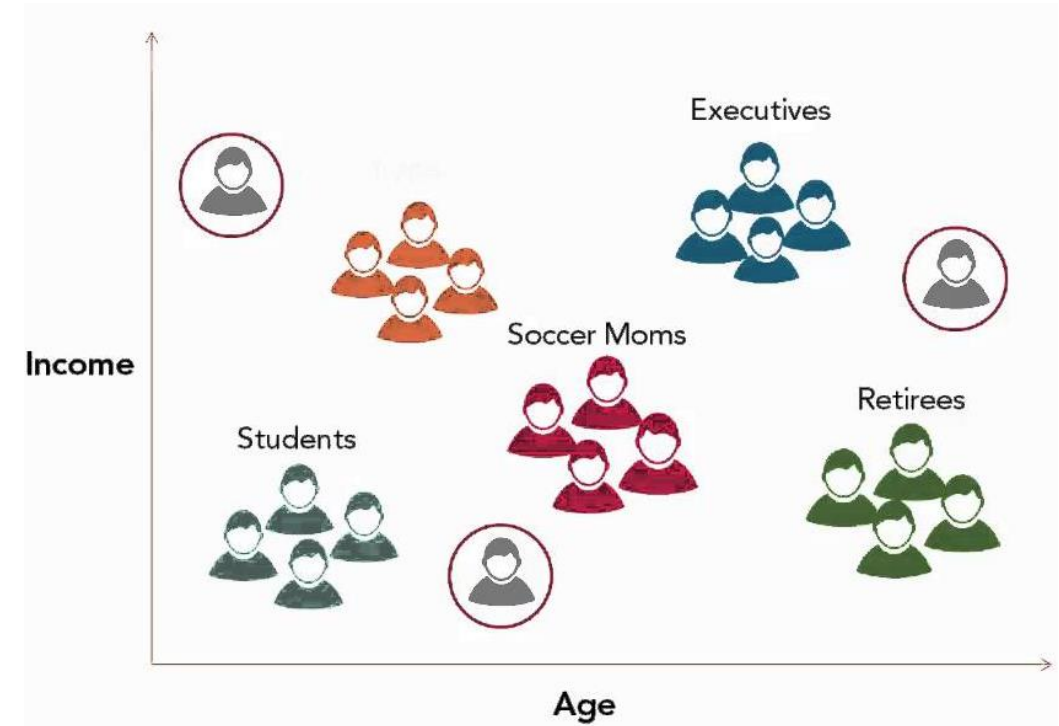 Executives
Soccer Moms
Income
Retirees
Students
Age